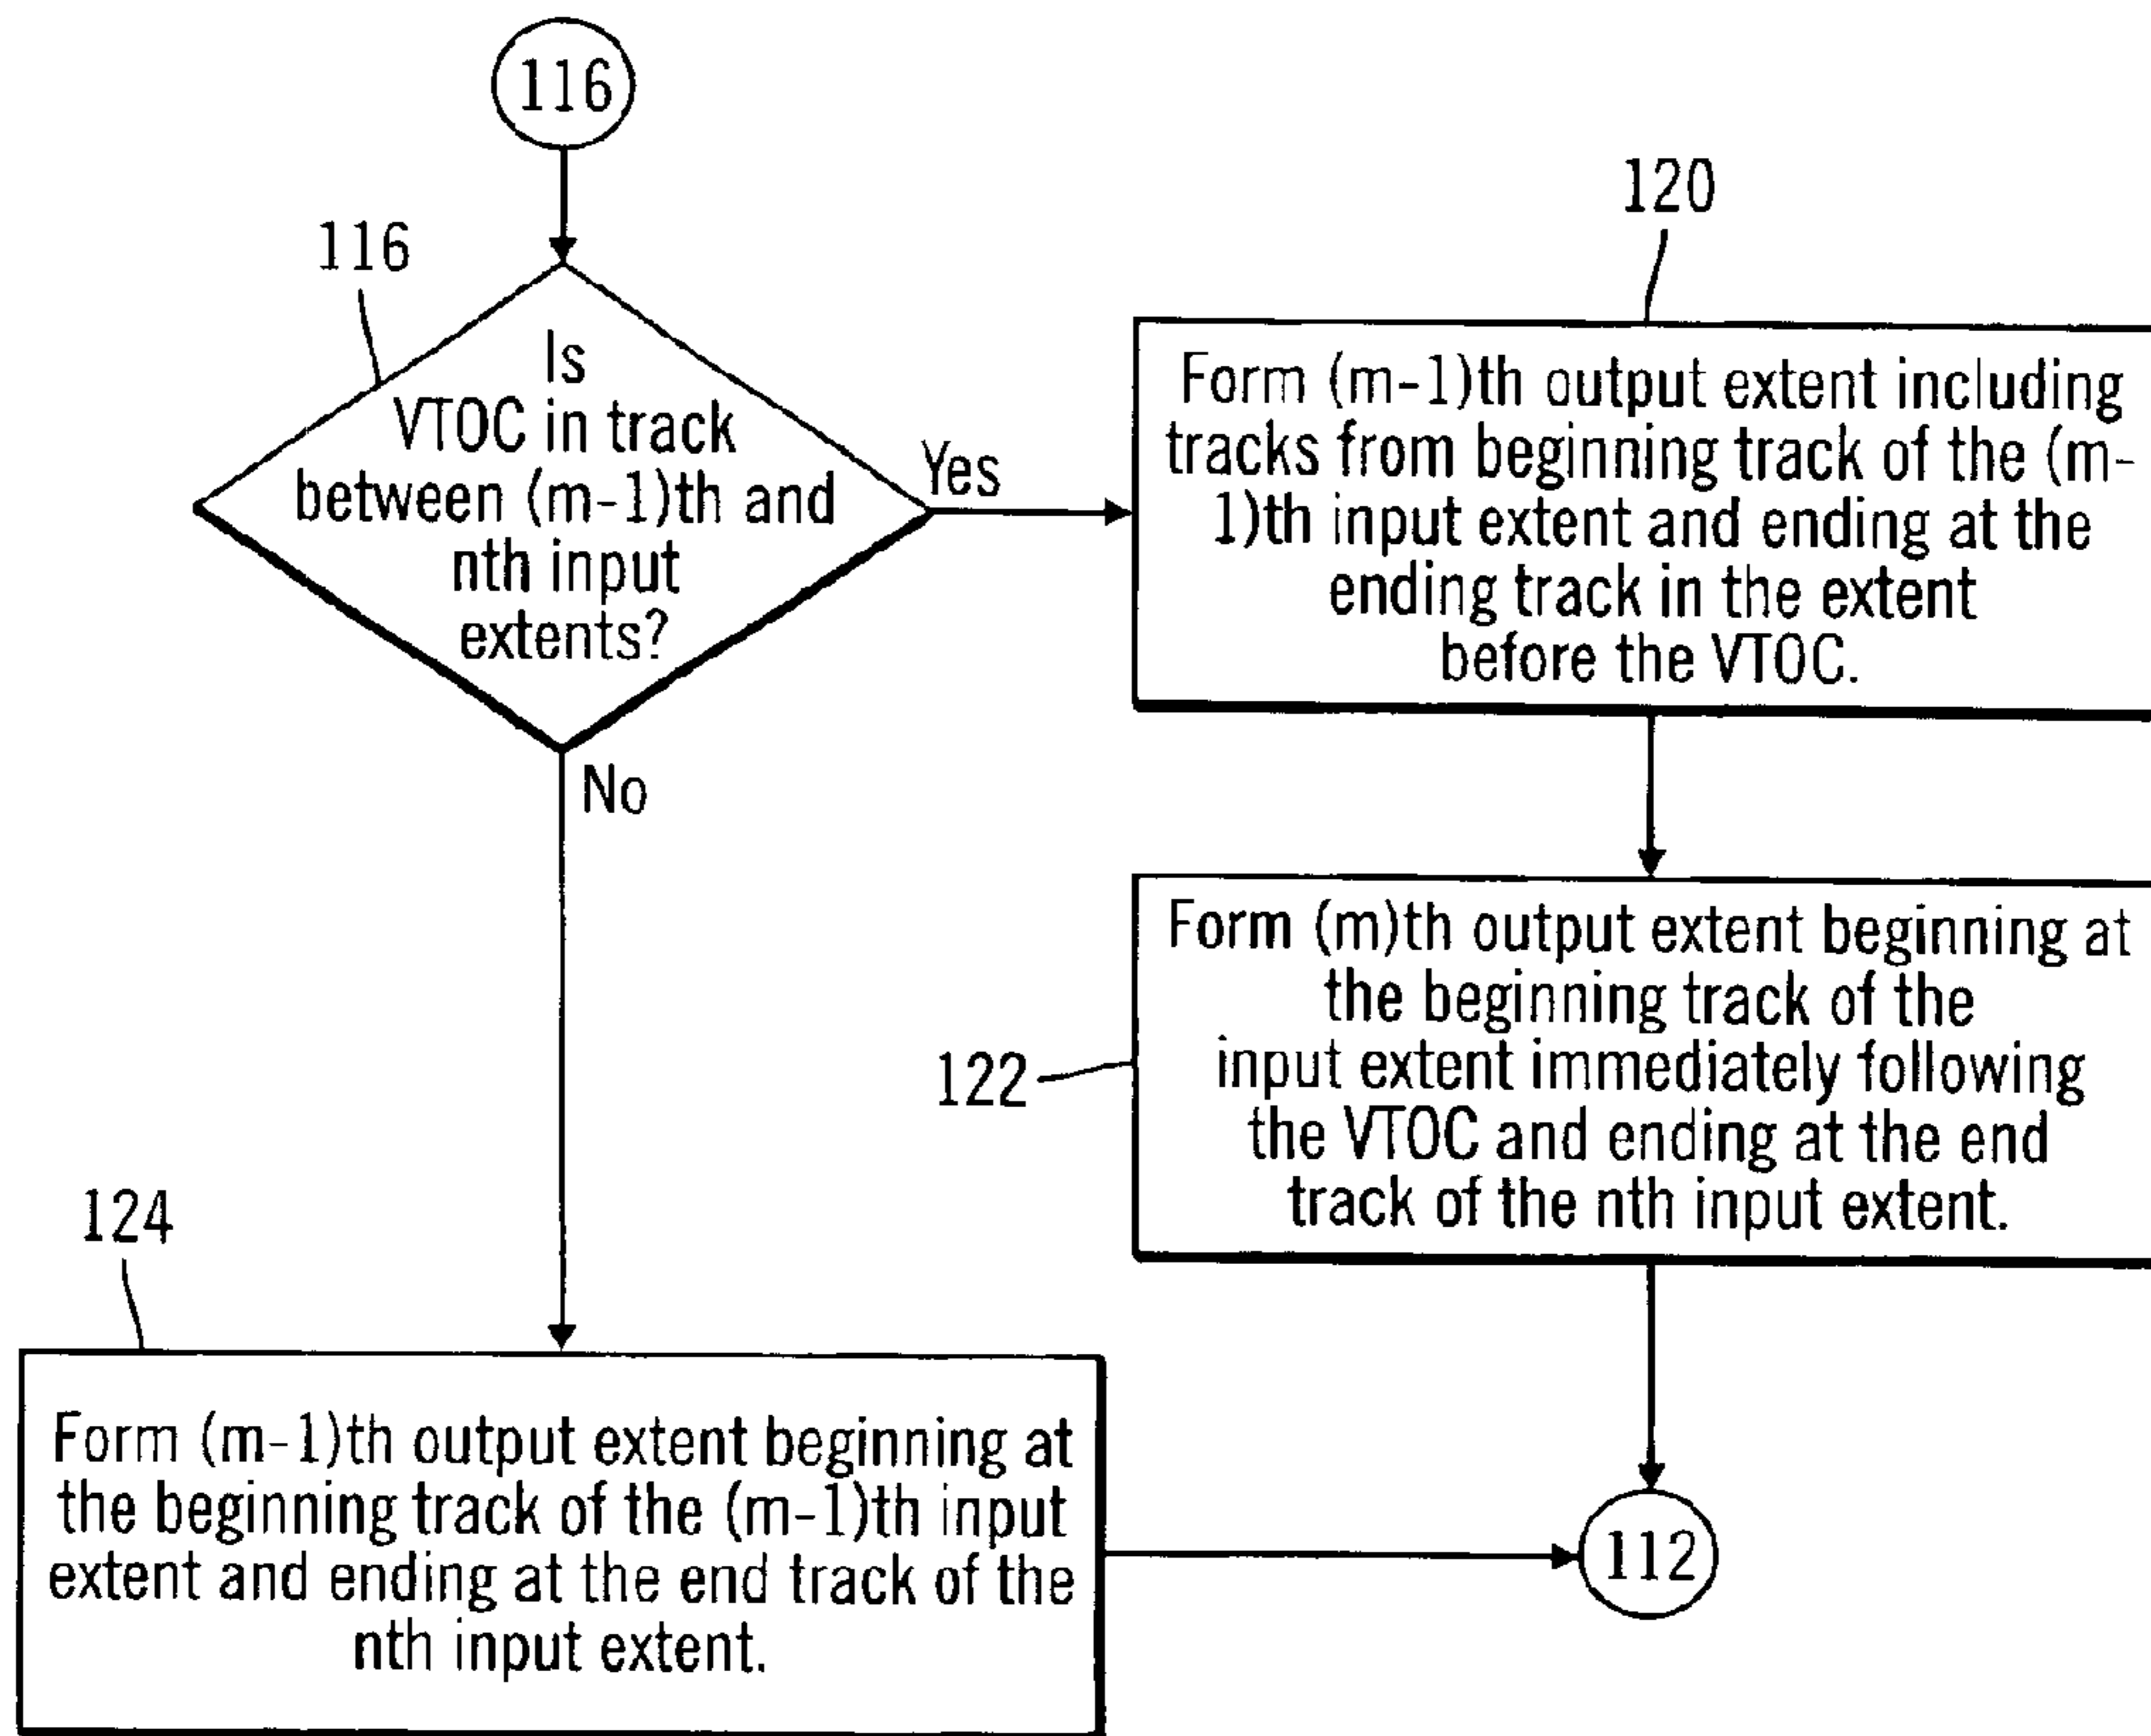 116
116
Is
VTOC in track
between (m-1)th and
nth input
extents?
Yes
No
120
Form (m-1)th output extent including
tracks from beginning track of the (m-
1)th input extent and ending at the
ending track in the extent
before the VTOC.
122
Form (m)th output extent beginning at
the beginning track of the
input extent immediately following
the VTOC and ending at the end
track of the nth input extent.
124
Form (m-1)th output extent beginning at
the beginning track of the (m-1)th input
extent and ending at the end track of the
nth input extent.
112